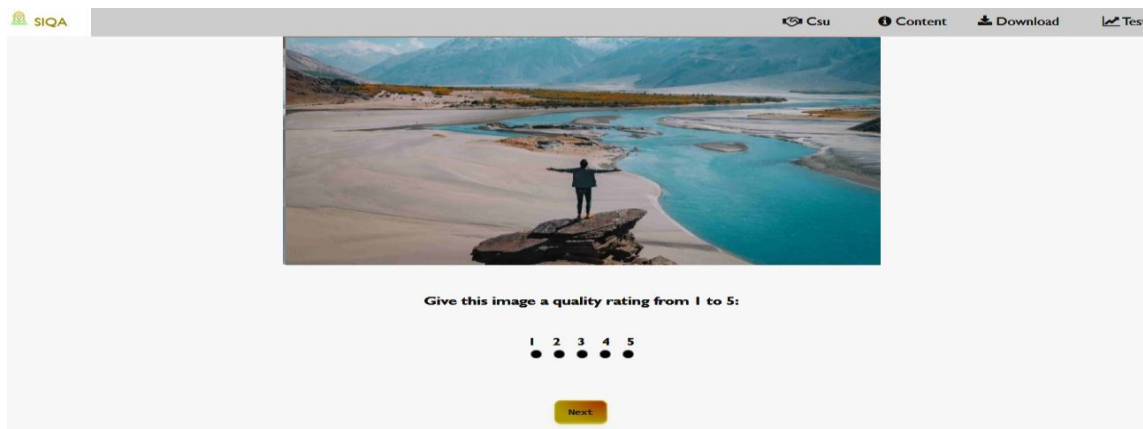 SIQA Csu Content Download Tes
Give this image a quality rating from 1 to 5:
1 2 3 4 5
Next